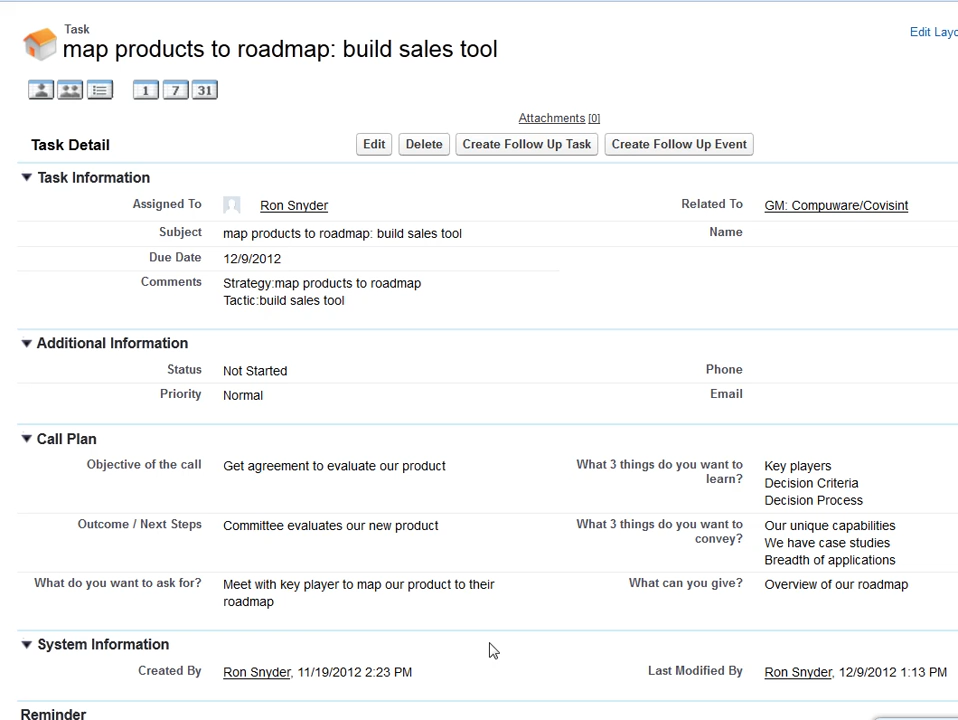 Task
map products to roadmap: build sales tool
Edit Layo
1 7 31
Attachments [0]
Task Detail
Edit Delete Create Follow Up Task Create Follow Up Event
Task Information
Assigned To Ron Snyder Related To GM: Compuware/Covisint
Subject map products to roadmap: build sales tool Name
Due Date 12/9/2012
Comments Strategy:map products to roadmap
Tactic:build sales tool
Additional Information
Status Not Started Phone
Priority Normal Email
Call Plan
Objective of the call Get agreement to evaluate our product
What 3 things do you want to
learn?
Key players
Decision Criteria
Decision Process
Outcome / Next Steps Committee evaluates our new product
What 3 things do you want to
convey?
Our unique capabilities
We have case studies
Breadth of applications
What do you want to ask for? Meet with key player to map our product to their
roadmap
What can you give? Overview of our roadmap
System Information
Created By Ron Snyder, 11/19/2012 2:23 PM Last Modified By Ron Snyder, 12/9/2012 1:13 PM
Reminder